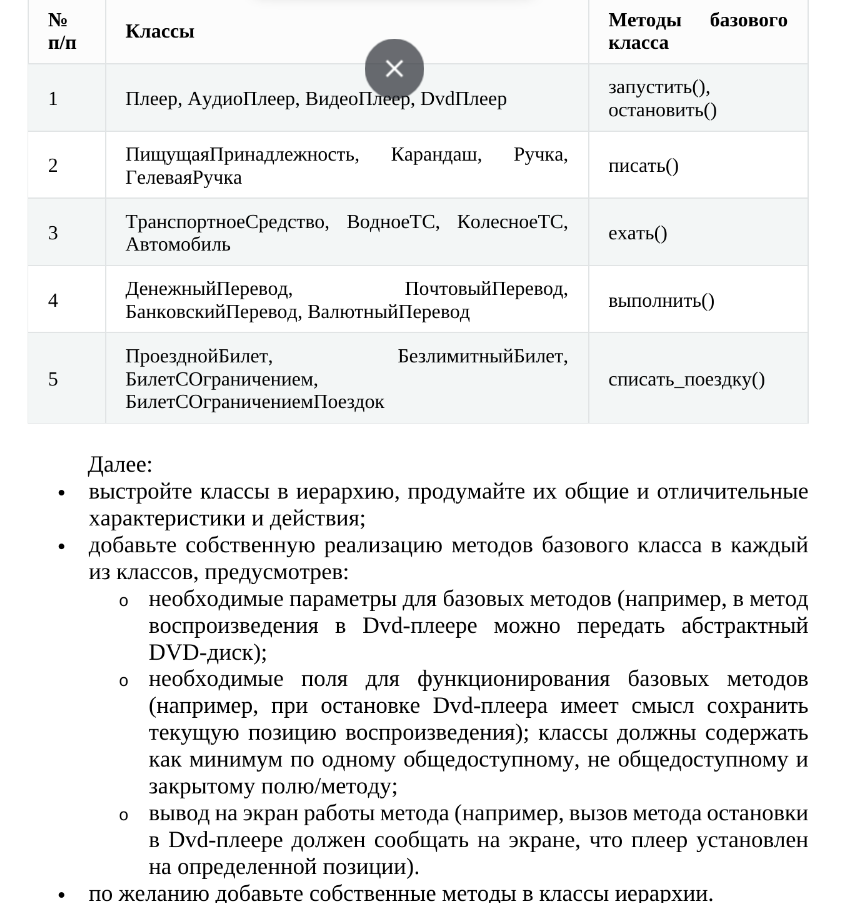 №
п/п
Классы
Методы базового
класса
1
Плеер, АудиоПлеер, ВидеоПлеер, DvdПлеер
запустить(),
остановить()
2
ПищущаяПринадлежность, Карандаш, Ручка,
ГелеваяРучка
писать()
3
ТранспортноеСредство, ВодноеТС, КолесноеТС,
Автомобиль
ехать()
4
ДенежныйПеревод, ПочтовыйПеревод,
БанковскийПеревод, ВалютныйПеревод
выполнить()
5
ПроезднойБилет, БезлимитныйБилет,
БилетСОграничением,
БилетСОграничениемПоездок
списать_поездку()
Далее:
• выстройте классы в иерархию, продумайте их общие и отличительные
характеристики и действия;
• добавьте собственную реализацию методов базового класса в каждый
из классов, предусмотрев:
o необходимые параметры для базовых методов (например, в метод
воспроизведения в Dvd-плеере можно передать абстрактный
DVD-диск);
o необходимые поля для функционирования базовых методов
(например, при остановке Dvd-плеера имеет смысл сохранить
текущую позицию воспроизведения); классы должны содержать
как минимум по одному общедоступному, не общедоступному и
закрытому полю/методу;
o вывод на экран работы метода (например, вызов метода остановки
в Dvd-плеере должен сообщать на экране, что плеер установлен
на определенной позиции).
• по желанию добавьте собственные методы в классы иерархии.